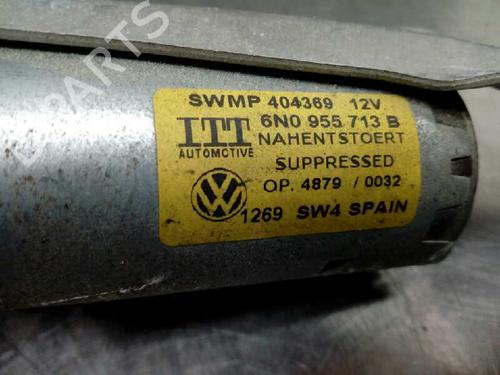 SWMP 404369 12V
ITT 6N0 955 713 B
AUTOMOTIVE NAHENTSTOERT
SUPPRESSED
OP. 4879 / 0032
1269 SW4 SPAIN